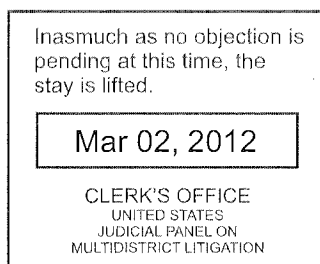 Inasmuch as no objection is
pending at this time, the
stay is lifted.
Mar 02, 2012
CLERK'S OFFICE
UNITED STATES
JUDICIAL PANEL ON
MULTIDISTRICT LITIGATION